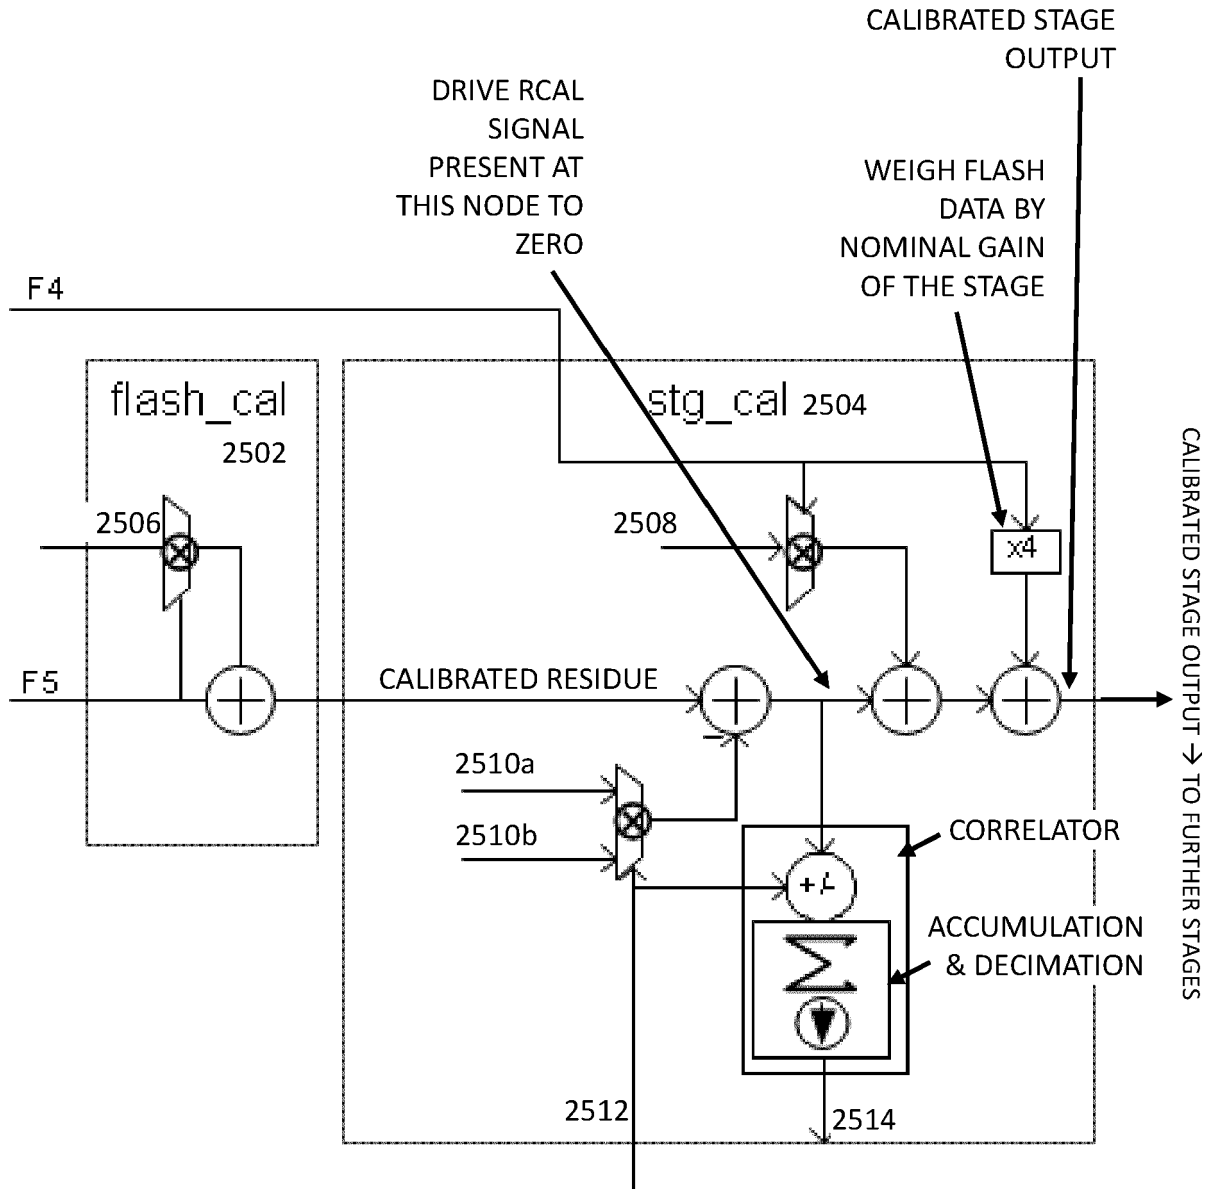 CALIBRATED STAGE
OUTPUT
DRIVE RCAL
SIGNAL
PRESENT AT
THIS NODE TO
ZERO
WEIGH FLASH
DATA BY
NOMINAL GAIN
OF THE STAGE
F4
flash_cal
2502
stg_cal 2504
2506
2508
x4
F5
CALIBRATED RESIDUE
2510a
2510b
CORRELATOR
+/-
ACCUMULATION
& DECIMATION
Σ
2512
2514
CALIBRATED STAGE OUTPUT → TO FURTHER STAGES